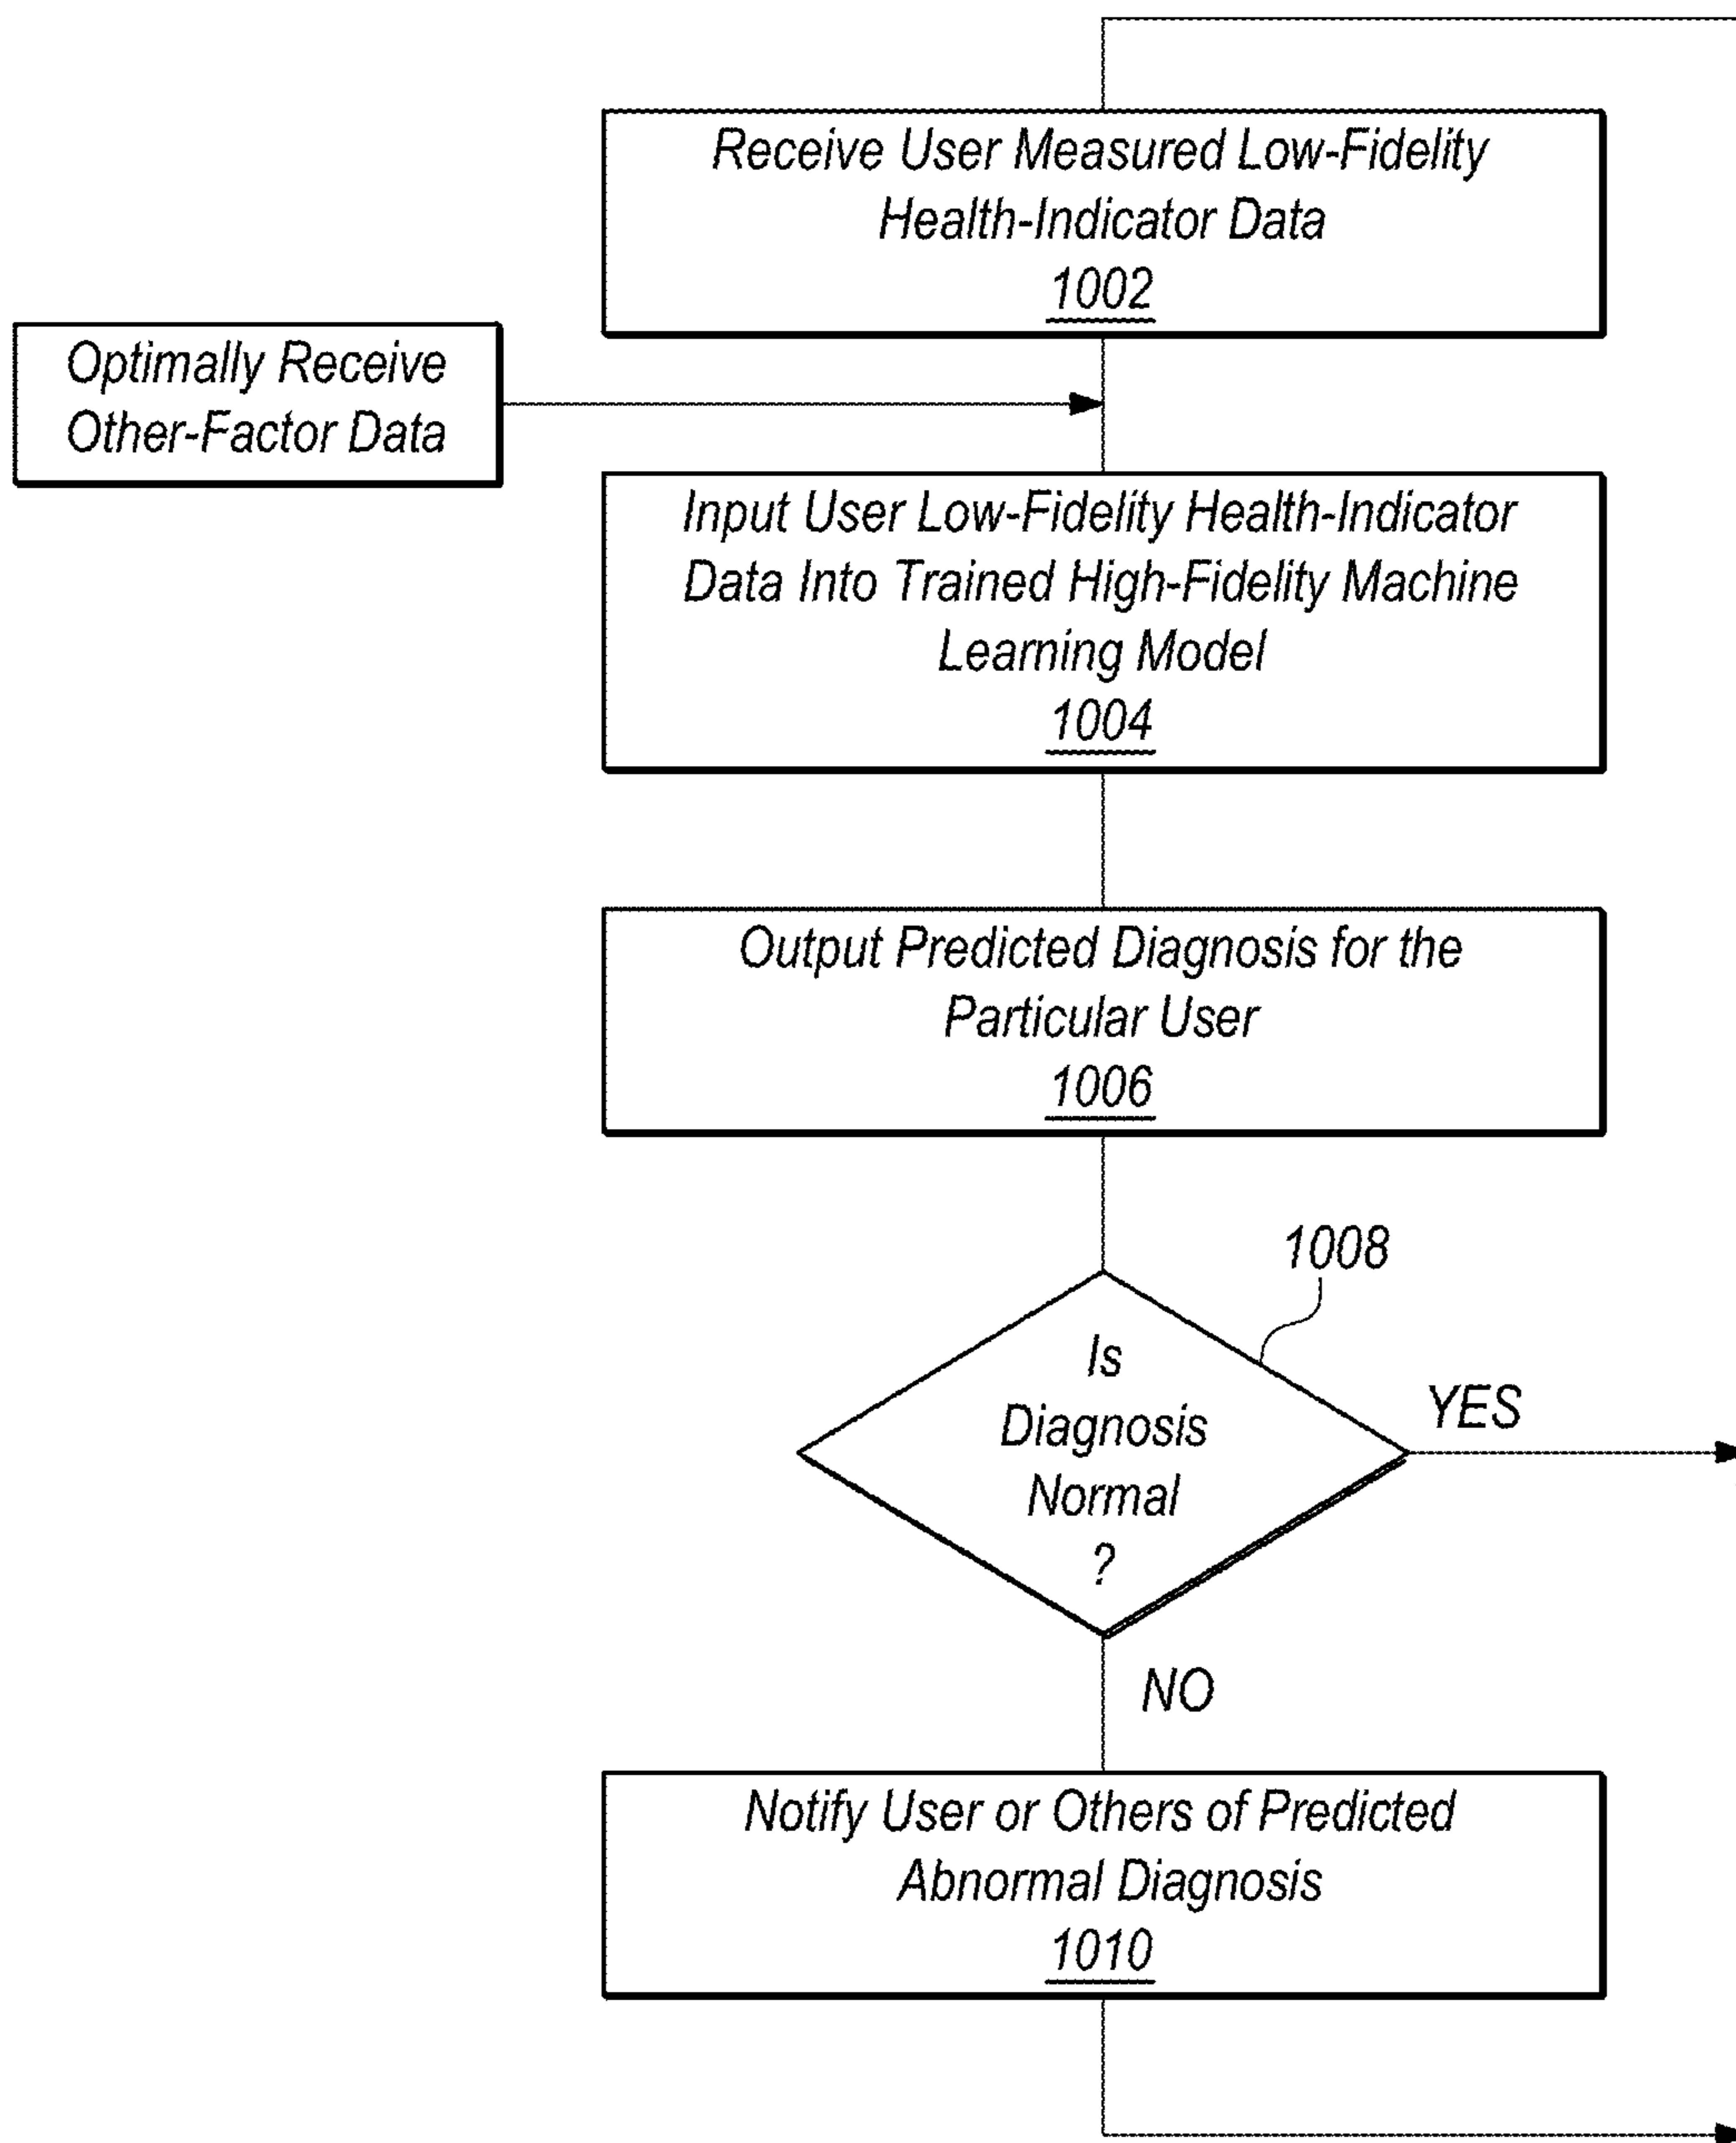 Receive User Measured Low-Fidelity
Health-Indicator Data
1002
Optimally Receive
Other-Factor Data
Input User Low-Fidelity Health-Indicator
Data Into Trained High-Fidelity Machine
Learning Model
1004
Output Predicted Diagnosis for the
Particular User
1006
1008
Is
Diagnosis
Normal
?
YES
NO
Notify User or Others of Predicted
Abnormal Diagnosis
1010